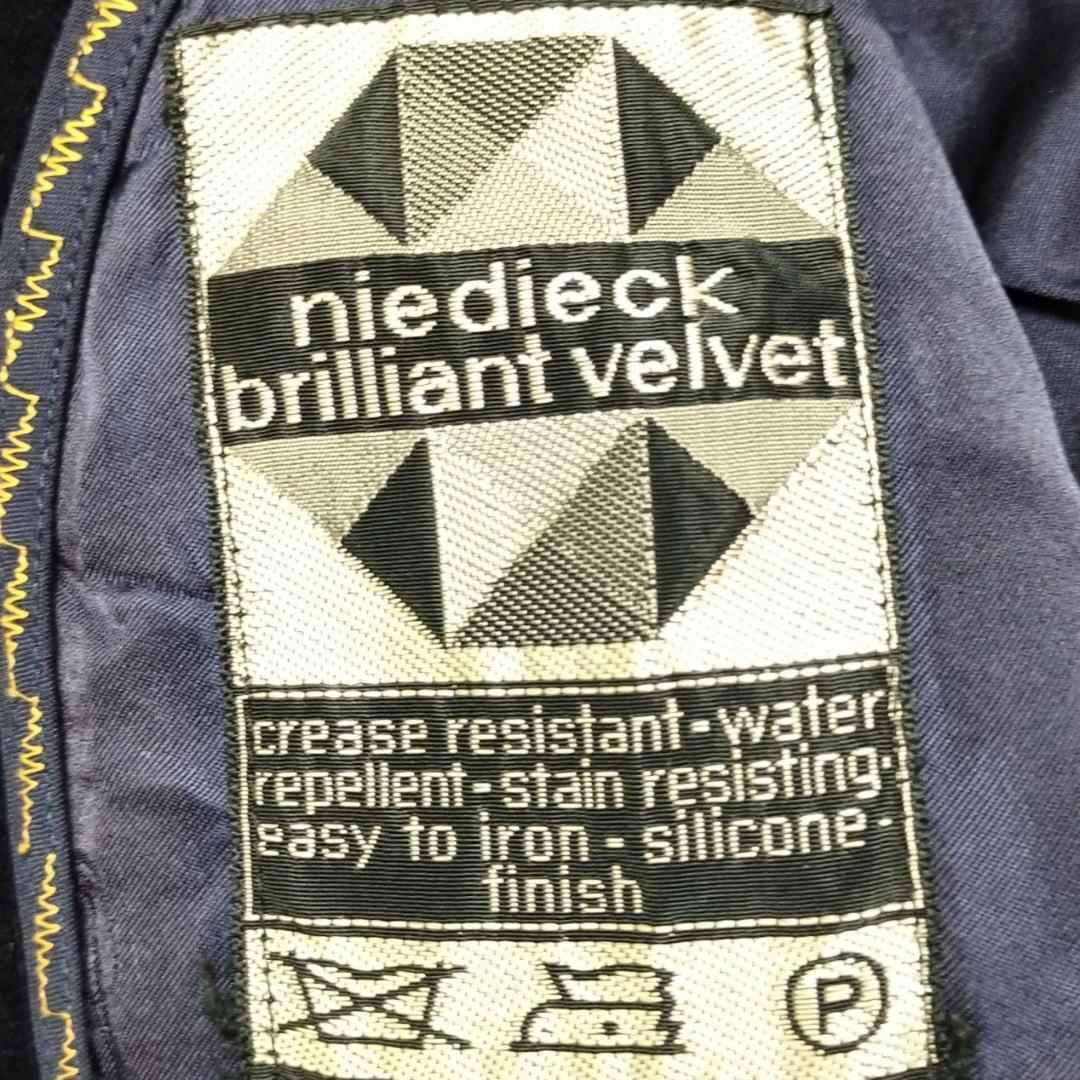 niedieck
brilliant velvet
crease resistant-water
repellent-stain resisting-
easy to iron - silicone-
finish
P